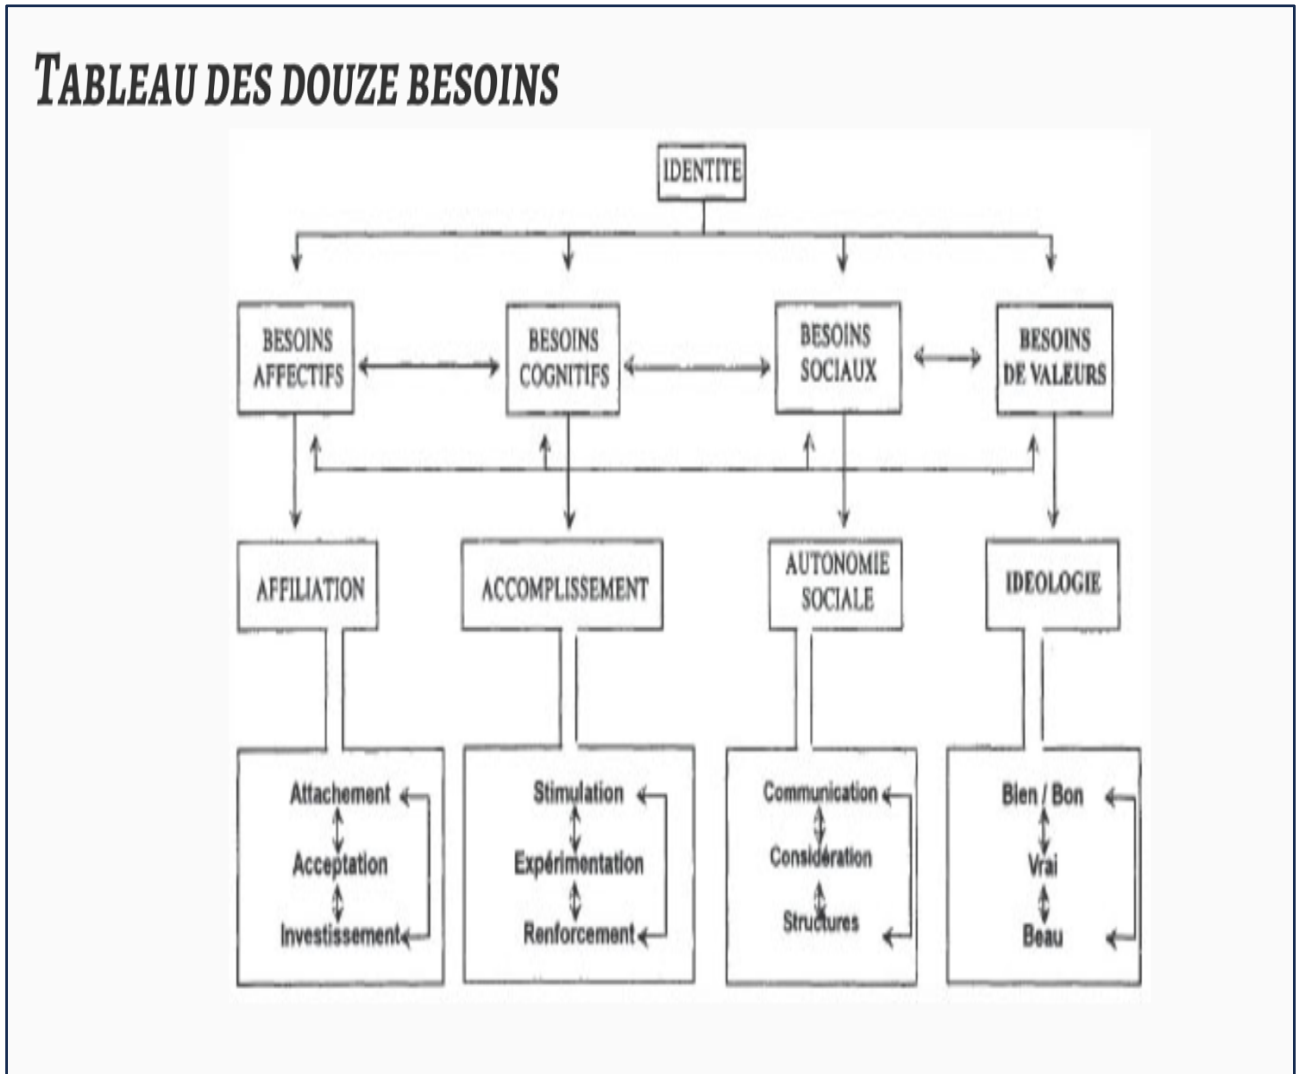 TABLEAU DES DOUZE BESOINS
IDENTITE
BESOINS
AFFECTIFS
BESOINS
COGNITIFS
BESOINS
SOCIAUX
BESOINS
DE VALEURS
AFFILIATION
ACCOMPLISSEMENT
AUTONOMIE
SOCIALE
IDEOLOGIE
Attachement
Acceptation
Investissement
Stimulation
Expérimentation
Renforcement
Communication
Considération
Structures
Bien / Bon
Vrai
Beau